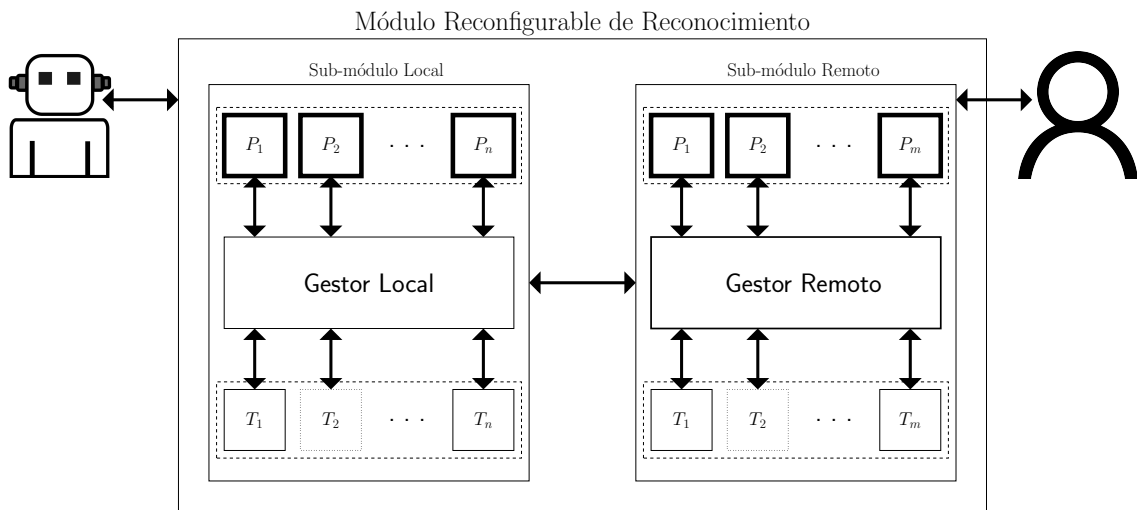 Módulo Reconfigurable de Reconocimiento
Sub-módulo Local
Sub-módulo Remoto
P₁ P₂ · · · Pₙ
P₁ P₂ · · · Pₘ
Gestor Local
Gestor Remoto
T₁ T₂ · · · Tₙ
T₁ T₂ · · · Tₘ